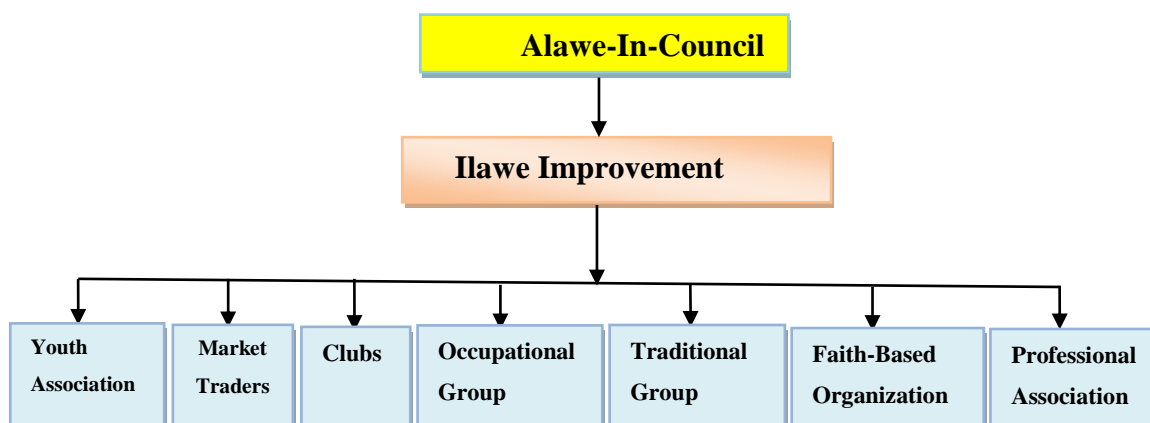 Alawe-In-Council
Ilawe Improvement
Youth
Association
Market
Traders
Clubs
Occupational
Group
Traditional
Group
Faith-Based
Organization
Professional
Association